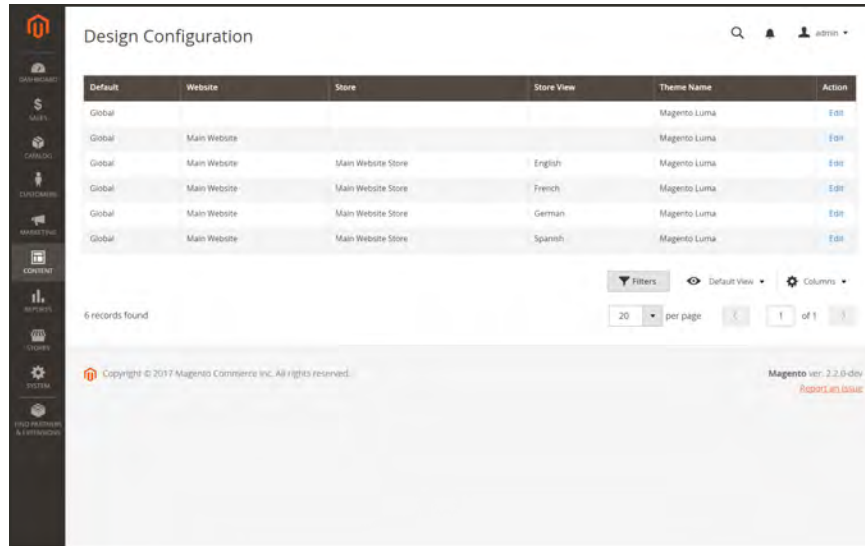 Design Configuration
admin
DASHBOARD
SALES
CATALOG
CUSTOMERS
MARKETING
CONTENT
REPORTS
STORES
SYSTEM
FIND PARTNERS
& EXTENSIONS
Default Website Store Store View Theme Name Action
Global Magento Luma Edit
Global Main Website Magento Luma Edit
Global Main Website Main Website Store English Magento Luma Edit
Global Main Website Main Website Store French Magento Luma Edit
Global Main Website Main Website Store German Magento Luma Edit
Global Main Website Main Website Store Spanish Magento Luma Edit
Filters Default View Columns
6 records found 20 per page 1 of 1
Copyright © 2017 Magento Commerce Inc. All rights reserved. Magento ver. 2.2.0-dev
Report an Issue